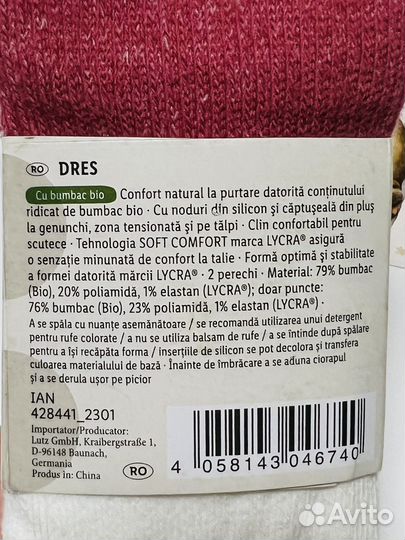 RO DRES
Cu bumbac bio Confort natural la purtare datorită conținutului
ridicat de bumbac bio · Cu noduri din silicon și căptușeală din pluș
la genunchi, zona tensionată și pe tălpi · Clin confortabil pentru
scutece · Tehnologia SOFT COMFORT marca LYCRA® asigură
o senzație minunată de confort la talie · Formă optimă și stabilitate
a formei datorită mărcii LYCRA® · 2 perechi · Material: 79% bumbac
(Bio), 20% poliamidă, 1% elastan (LYCRA®); doar puncte:
76% bumbac (Bio), 23% poliamidă, 1% elastan (LYCRA®) ·
A se spăla cu nuanțe asemănătoare / se recomandă utilizarea unui detergent
pentru rufe colorate / a nu se utiliza balsam de rufe / a se întinde după spălare
pentru a își recăpăta forma / inserțiile de silicon se pot decolora și translata
culoarea materialului de bază · Înainte de îmbrăcare a se aduna ciorapul
și a se derula ușor pe picior
IAN
428441_2301
Importator/Producator:
Lutz GmbH, Kraibergstraße 1,
D-96148 Baunach,
Germania
Produs în: China
RO
4 058143 046740
Avito